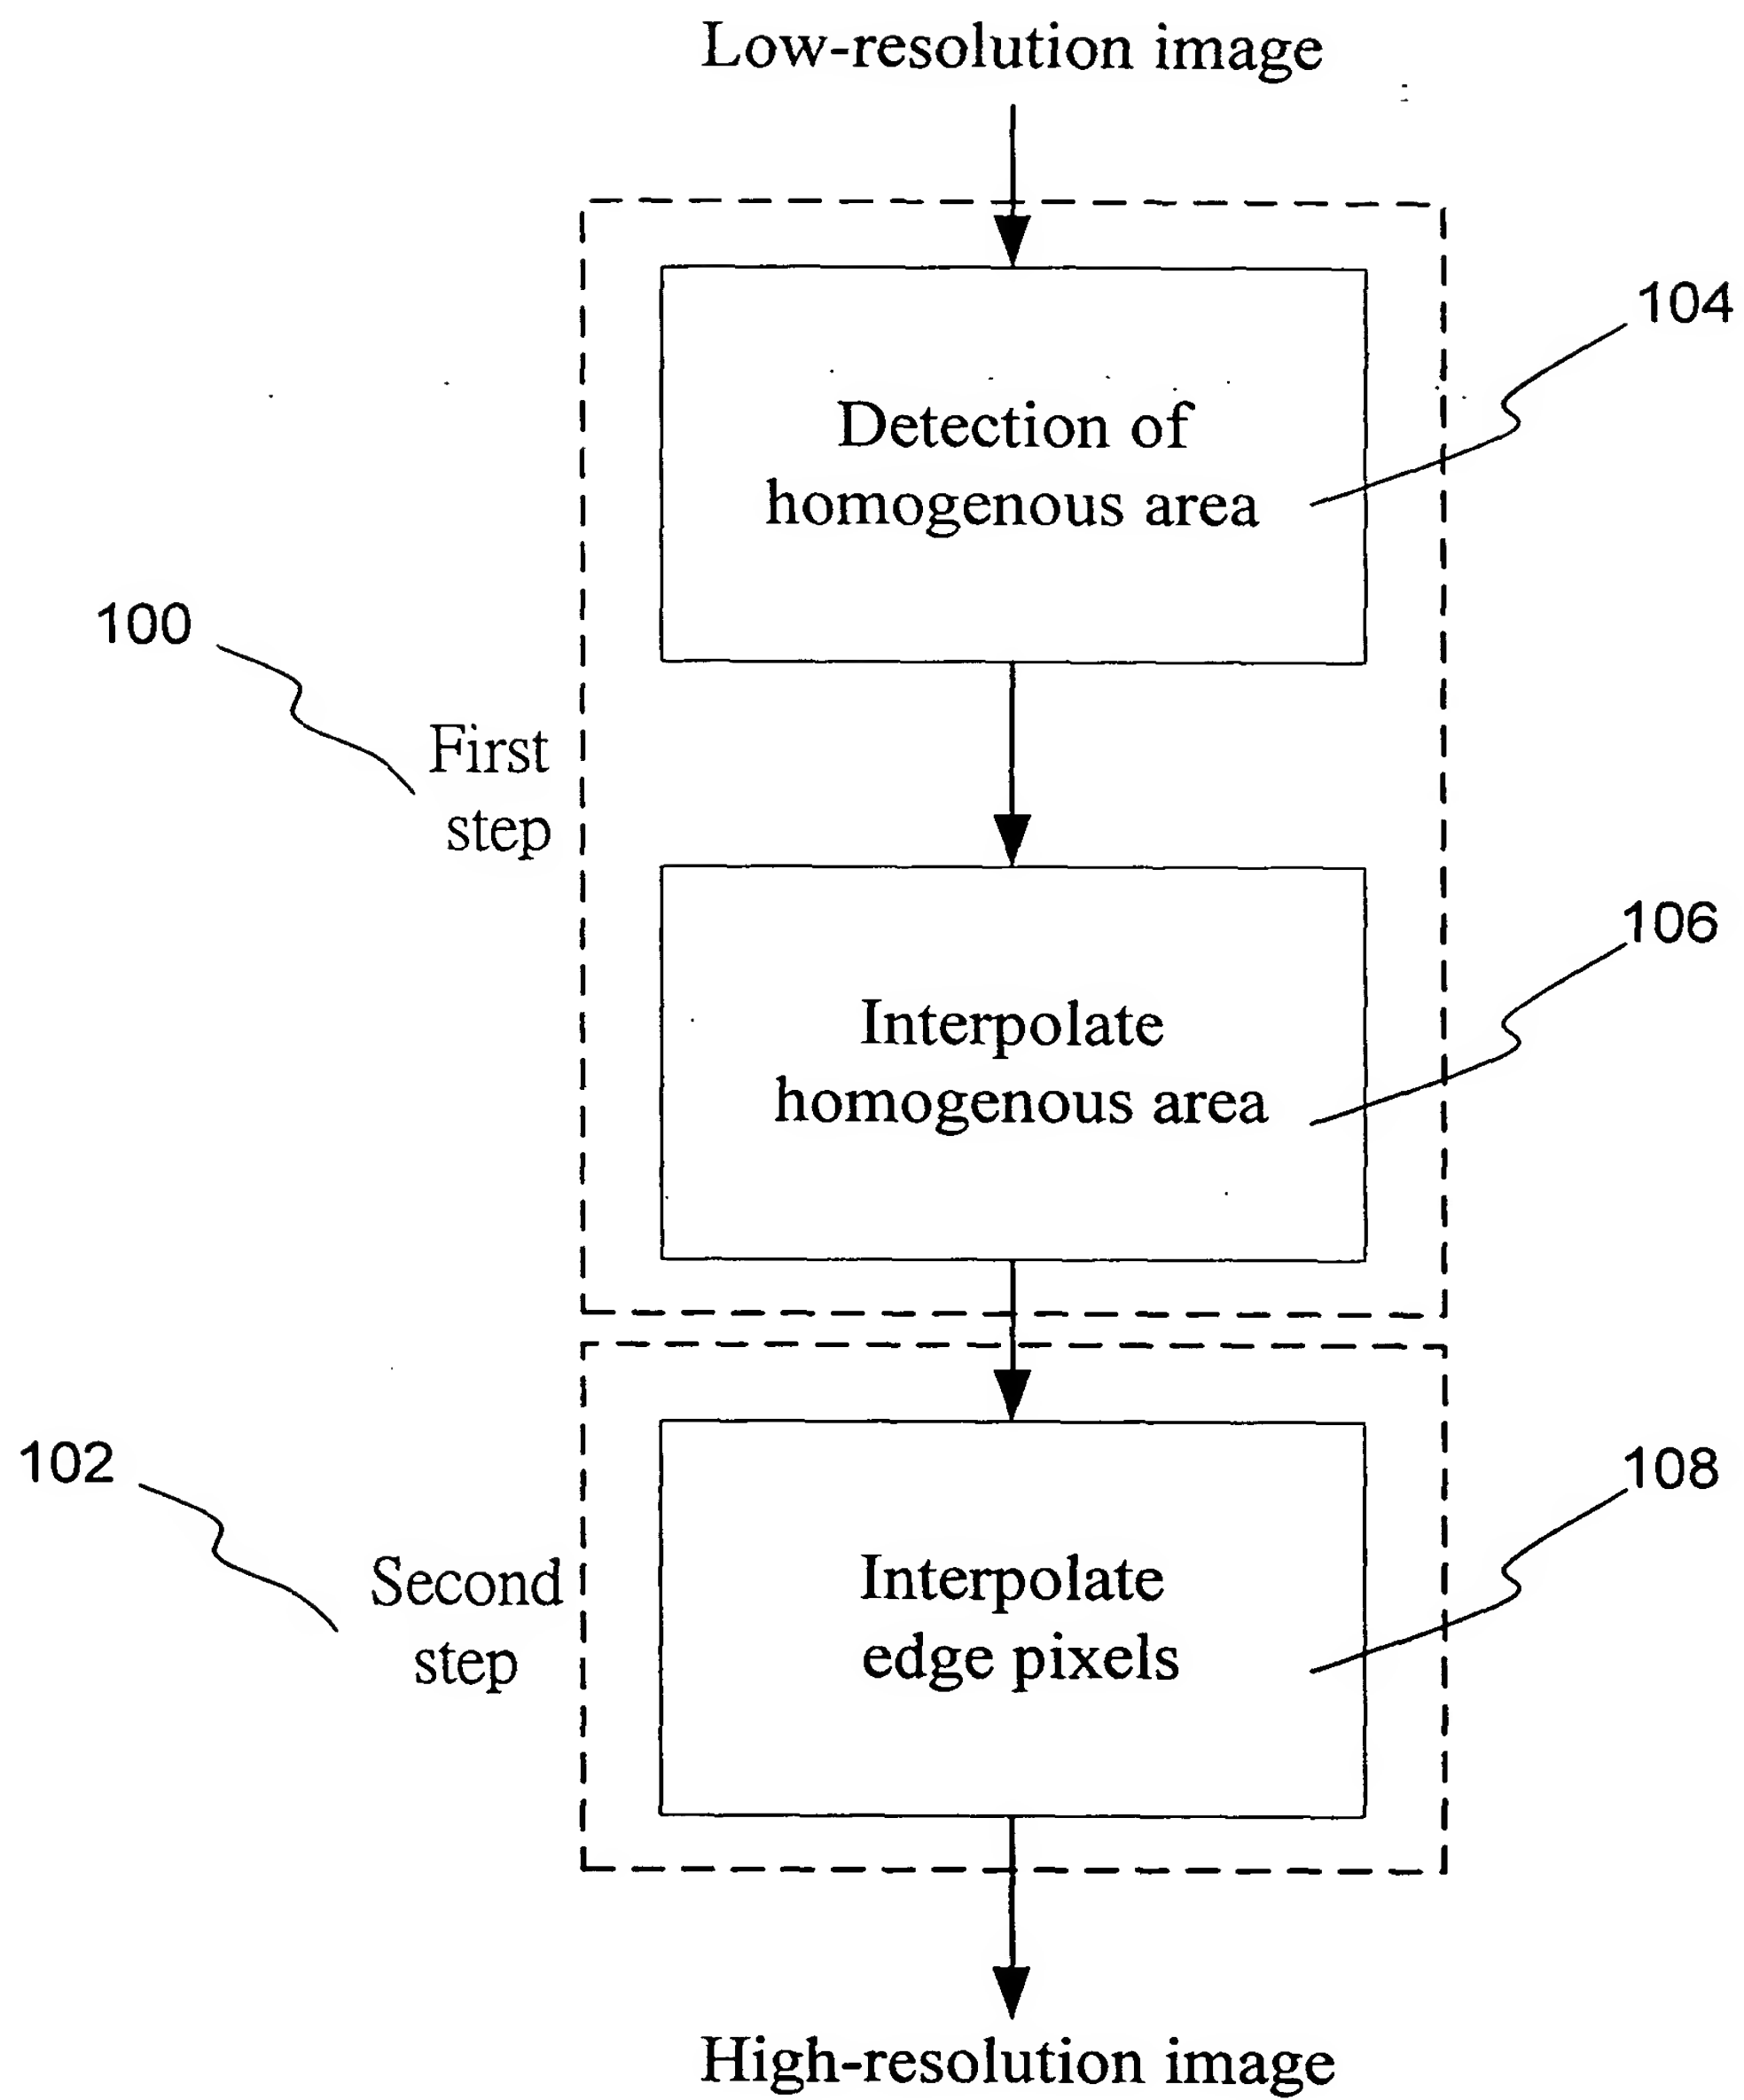 Low-resolution image
104
Detection of
homogenous area
100
First
step
106
Interpolate
homogenous area
102
Second
step
108
Interpolate
edge pixels
High-resolution image